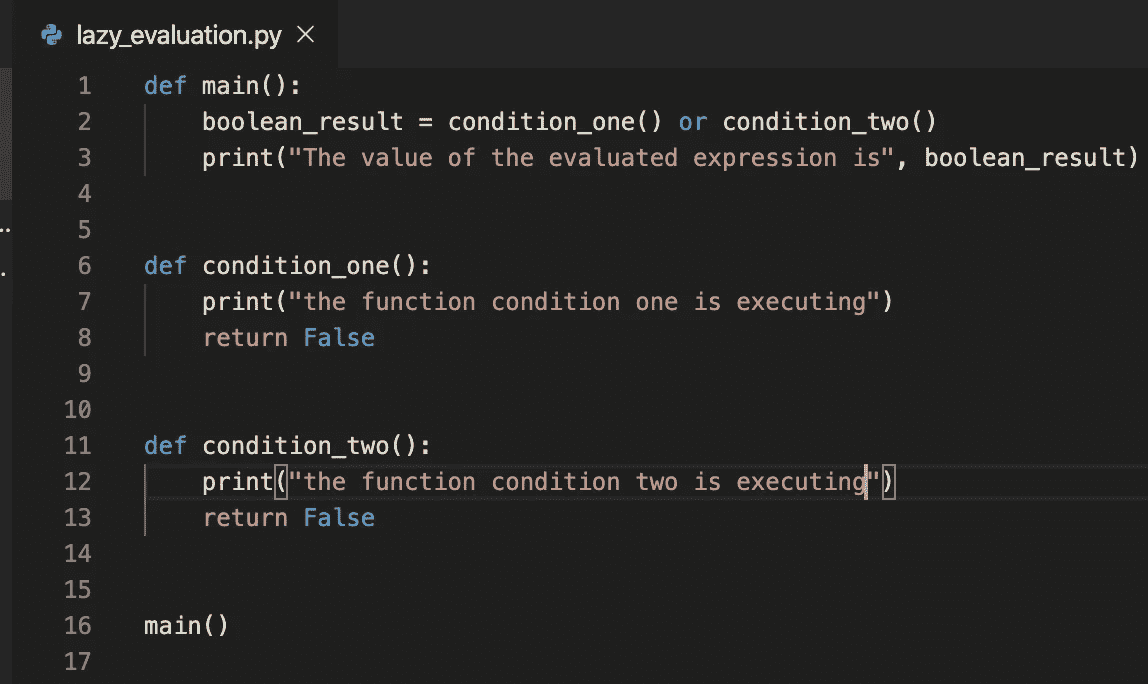 lazy_evaluation.py ×
1 def main():
2     boolean_result = condition_one() or condition_two()
3     print("The value of the evaluated expression is", boolean_result)
4
5
6 def condition_one():
7     print("the function condition one is executing")
8     return False
9
10
11 def condition_two():
12     print("the function condition two is executing")
13     return False
14
15
16 main()
17